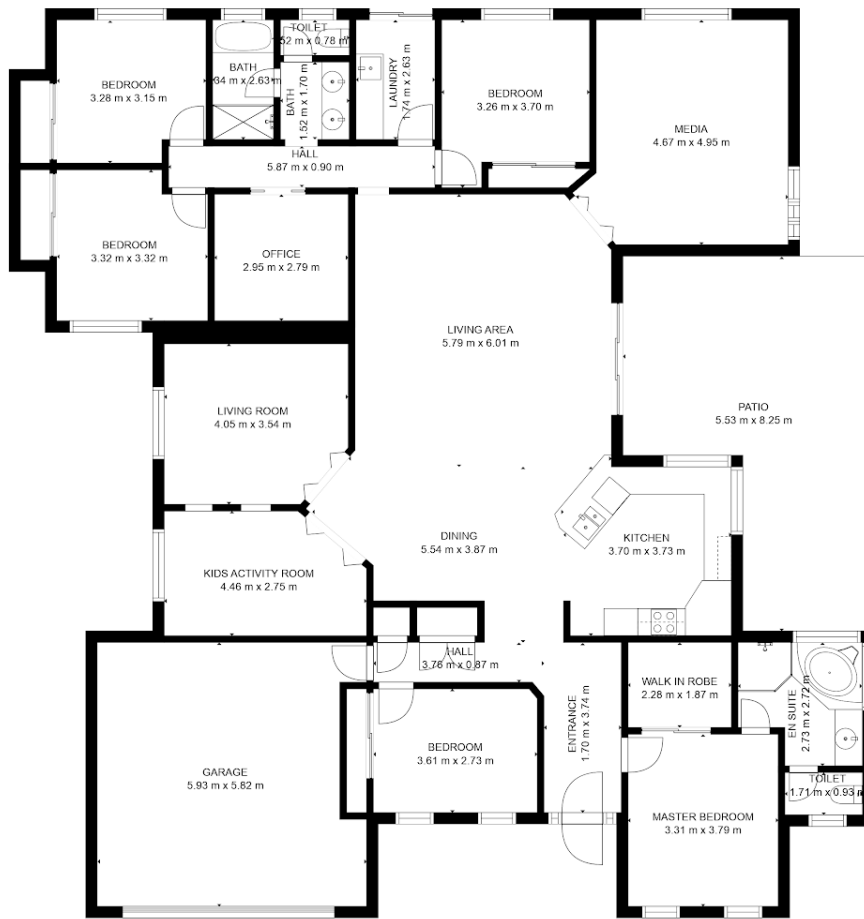 TOILET
.52 m x 0.78 m
BEDROOM
3.28 m x 3.15 m
BATH
.34 m x 2.63 m
BATH
1.52 m x 1.70 m
LAUNDRY
1.74 m x 2.63 m
BEDROOM
3.26 m x 3.70 m
MEDIA
4.67 m x 4.95 m
HALL
5.87 m x 0.90 m
BEDROOM
3.32 m x 3.32 m
OFFICE
2.95 m x 2.79 m
LIVING AREA
5.79 m x 6.01 m
LIVING ROOM
4.05 m x 3.54 m
PATIO
5.53 m x 8.25 m
DINING
5.54 m x 3.87 m
KITCHEN
3.70 m x 3.73 m
KIDS ACTIVITY ROOM
4.46 m x 2.75 m
HALL
3.76 m x 0.87 m
WALK IN ROBE
2.28 m x 1.87 m
EN SUITE
2.73 m x 2.72 m
ENTRANCE
1.70 m x 3.74 m
BEDROOM
3.61 m x 2.73 m
GARAGE
5.93 m x 5.82 m
TOILET
1.71 m x 0.93 m
MASTER BEDROOM
3.31 m x 3.79 m